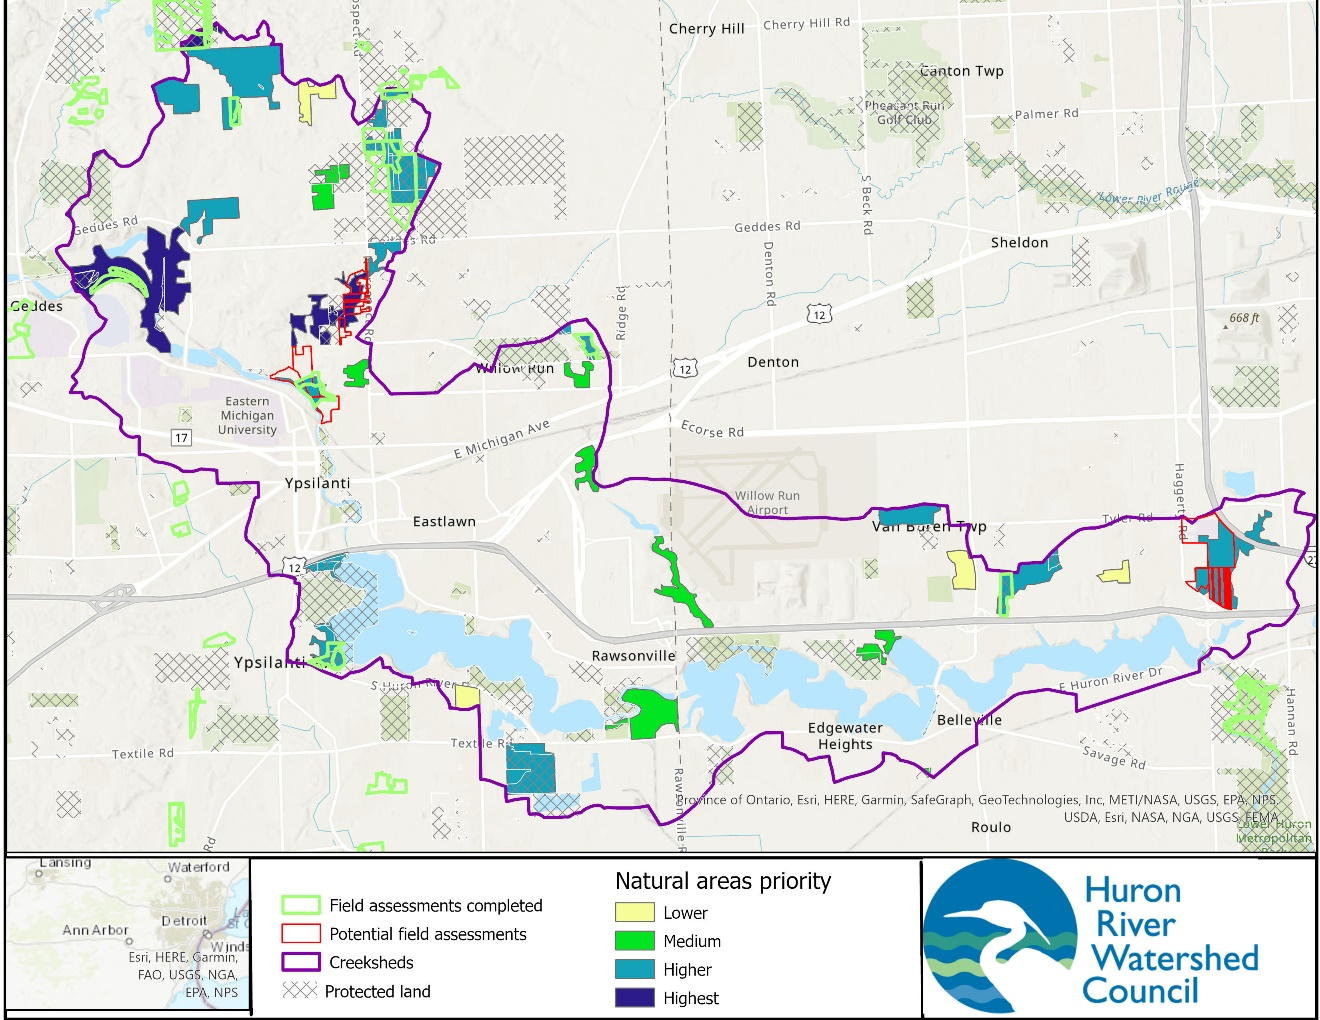 Cherry Hill
Cherry Hill Rd
Canton Twp
Pheasant Run
Golf Club
Palmer Rd
Lower River Rouge
S Beck Rd
Geddes Rd
Geddes Rd
Sheldon
Denton Rd
Geddes
Ridge Rd
12
668 ft
Willow Run
12
Denton
Eastern
Michigan
University
17
E Michigan Ave
Ecorse Rd
Ypsilanti
Willow Run
Airport
Haggerty Rd
Eastlawn
Van Buren Twp
Tyler Rd
12
Rawsonville
Ypsilanti
S Huron River
E Huron River Dr
Hannan Rd
Belleville
Edgewater
Heights
Textile Rd
Textile Rd
Savage Rd
Rawsonville R
Province of Ontario, Esri, HERE, Garmin, SafeGraph, GeoTechnologies, Inc, METI/NASA, USGS, EPA, NPS,
USDA, Esri, NASA, NGA, USGS, FEMA
Roulo
Lower Huron
Metropolitan
Rd
Lansing
Waterford
Detroit
Ann Arbor
Winds
Esri, HERE, Garmin,
FAO, USGS, NGA,
EPA, NPS
Field assessments completed
Potential field assessments
Creeksheds
Protected land
Natural areas priority
Lower
Medium
Higher
Highest
Huron
River
Watershed
Council